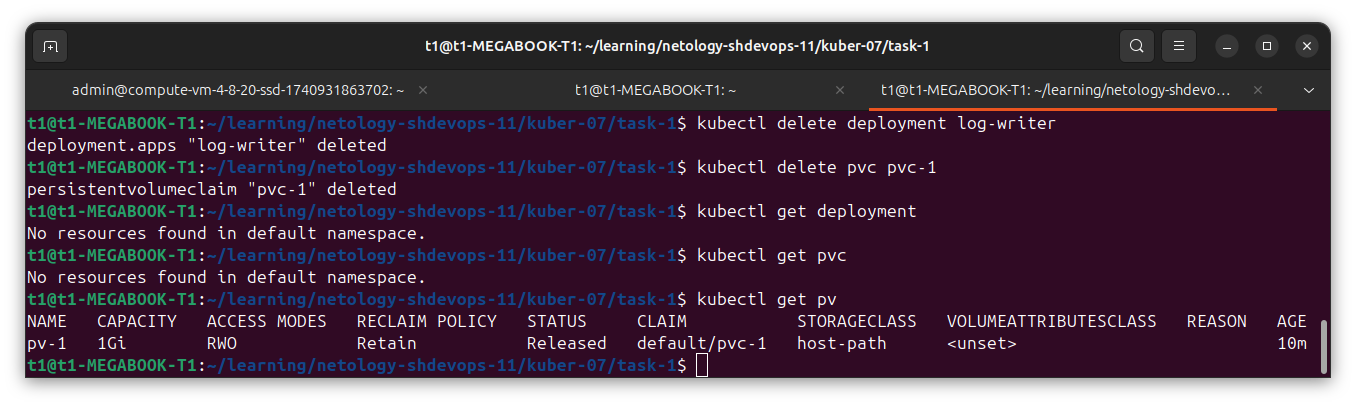 t1@t1-MEGABOOK-T1: ~/learning/netology-shdevops-11/kuber-07/task-1
admin@compute-vm-4-8-20-ssd-1740931863702: ~
t1@t1-MEGABOOK-T1: ~
t1@t1-MEGABOOK-T1: ~/learning/netology-shdevo…
t1@t1-MEGABOOK-T1:~/learning/netology-shdevops-11/kuber-07/task-1$ kubectl delete deployment log-writer
deployment.apps "log-writer" deleted
t1@t1-MEGABOOK-T1:~/learning/netology-shdevops-11/kuber-07/task-1$ kubectl delete pvc pvc-1
persistentvolumeclaim "pvc-1" deleted
t1@t1-MEGABOOK-T1:~/learning/netology-shdevops-11/kuber-07/task-1$ kubectl get deployment
No resources found in default namespace.
t1@t1-MEGABOOK-T1:~/learning/netology-shdevops-11/kuber-07/task-1$ kubectl get pvc
No resources found in default namespace.
t1@t1-MEGABOOK-T1:~/learning/netology-shdevops-11/kuber-07/task-1$ kubectl get pv
NAME   CAPACITY   ACCESS MODES   RECLAIM POLICY   STATUS     CLAIM           STORAGECLASS   VOLUMEATTRIBUTESCLASS   REASON   AGE
pv-1   1Gi        RWO            Retain           Released   default/pvc-1   host-path      <unset>                          10m
t1@t1-MEGABOOK-T1:~/learning/netology-shdevops-11/kuber-07/task-1$